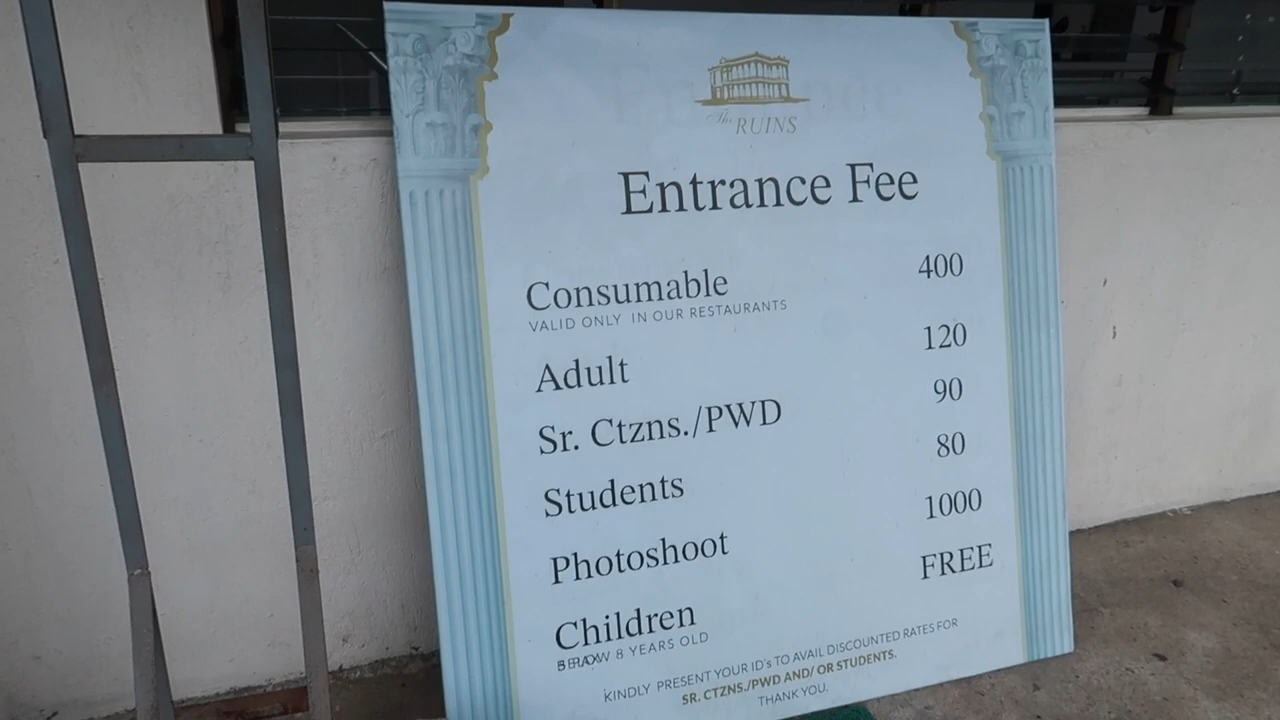 The RUINS
Entrance Fee
Consumable 400
VALID ONLY IN OUR RESTAURANTS
Adult 120
Sr. Ctzns./PWD 90
Students 80
Photoshoot 1000
Children FREE
8 YEARS OLD
KINDLY PRESENT YOUR ID's TO AVAIL DISCOUNTED RATES FOR
SR. CTZNS./PWD AND/ OR STUDENTS.
THANK YOU.